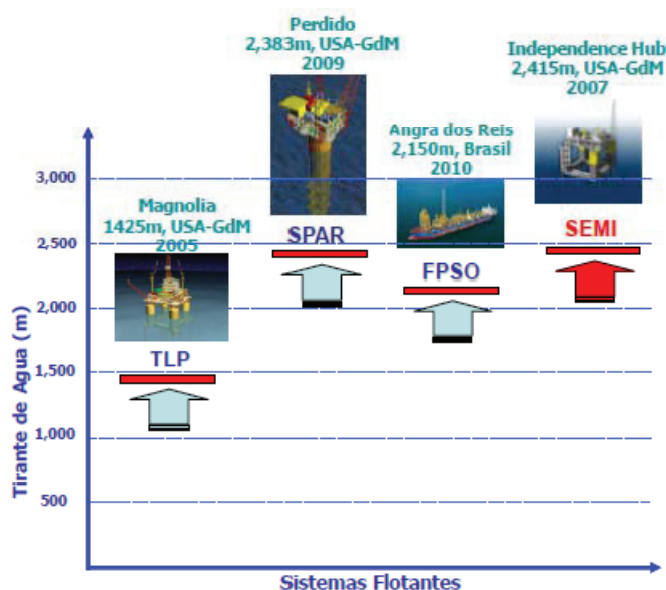 Perdido
2,383m, USA-GdM
2009
Independence Hub
2,415m, USA-GdM
2007
Angra dos Reis
2,150m, Brasil
2010
Magnolia
1425m, USA-GdM
2005
SPAR
FPSO
SEMI
TLP
Tirante de Agua (m)
3,000
2,500
2,000
1,500
1,000
500
Sistemas Flotantes